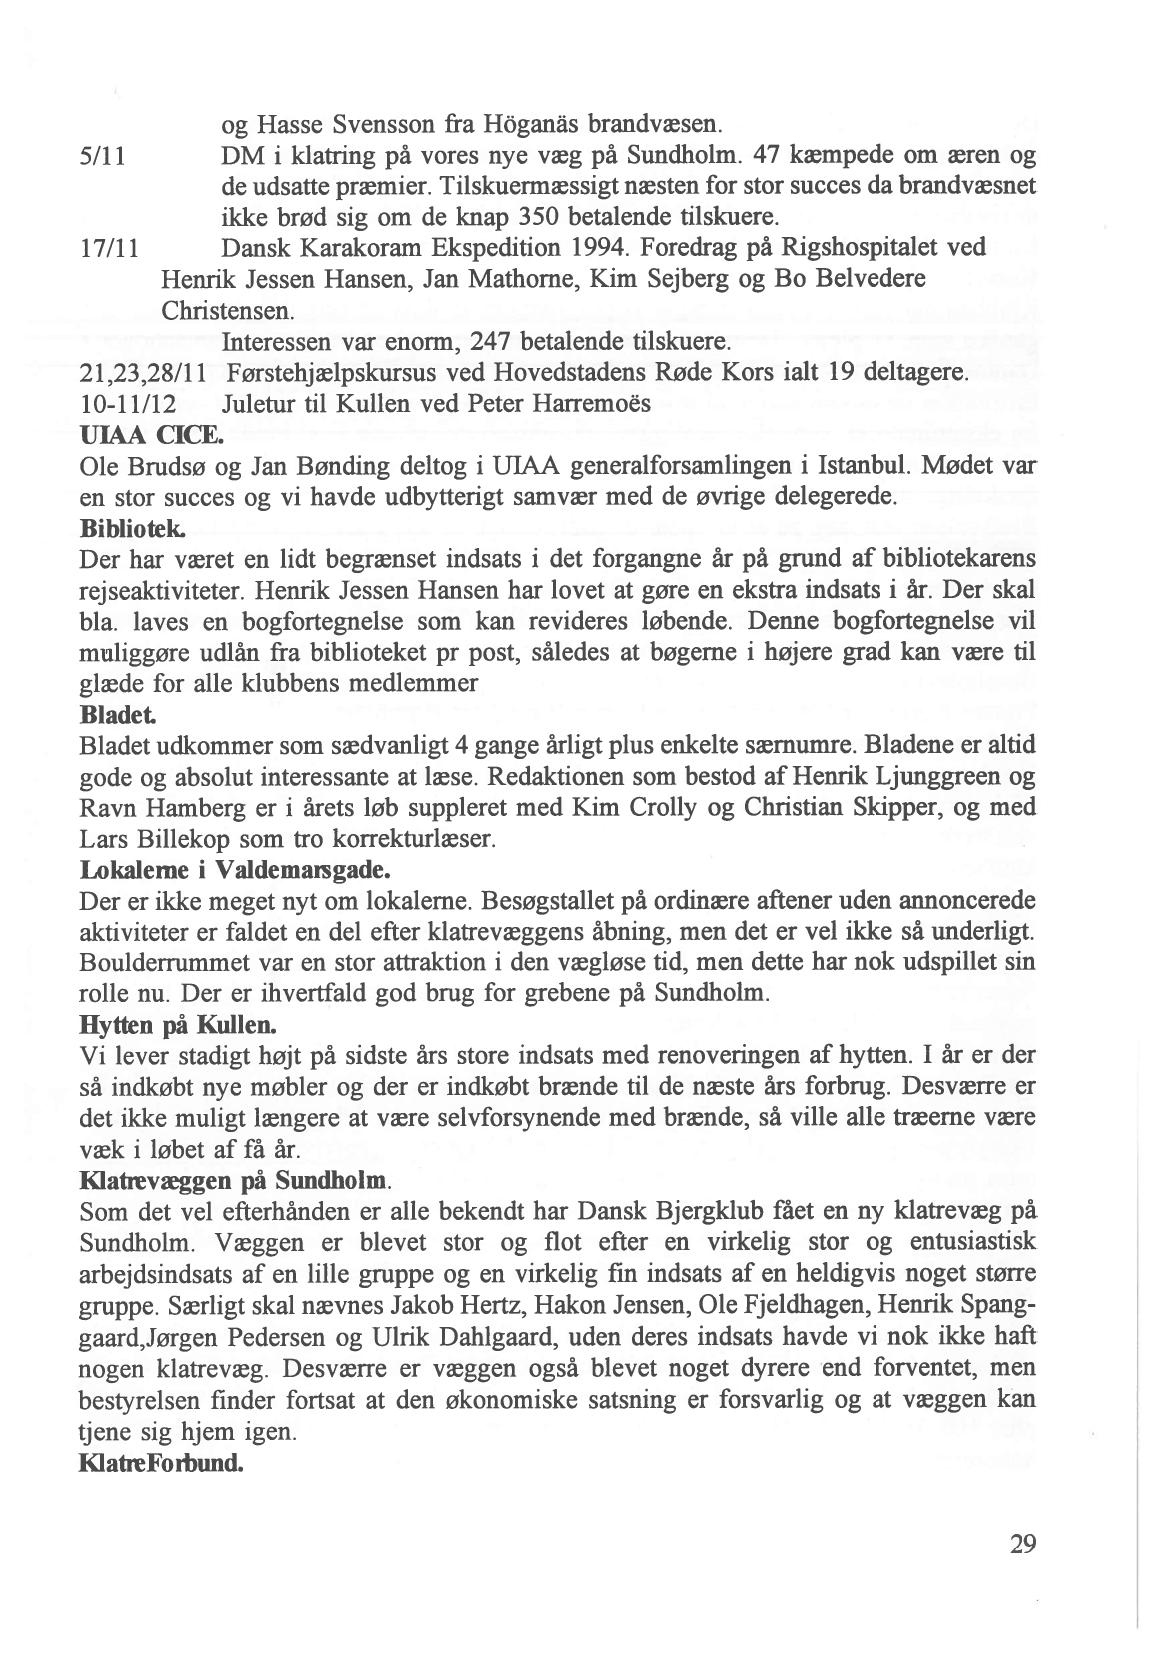 og Hasse Svensson fra Höganäs brandvæsen.
5/11 DM i klatring på vores nye væg på Sundholm. 47 kæmpede om æren og
de udsatte præmier. Tilskuermæssigt næsten for stor succes da brandvæsnet
ikke brød sig om de knap 350 betalende tilskuere.
17/11 Dansk Karakoram Ekspedition 1994. Foredrag på Rigshospitalet ved
Henrik Jessen Hansen, Jan Mathorne, Kim Sejberg og Bo Belvedere
Christensen.
Interessen var enorm, 247 betalende tilskuere.
21,23,28/11 Førstehjælpskursus ved Hovedstadens Røde Kors ialt 19 deltagere.
10-11/12 Juletur til Kullen ved Peter Harremoës
UIAA CICE.
Ole Brudsø og Jan Bønding deltog i UIAA generalforsamlingen i Istanbul. Mødet var
en stor succes og vi havde udbytterigt samvær med de øvrige delegerede.
Bibliotek.
Der har været en lidt begrænset indsats i det forgangne år på grund af bibliotekarens
rejseaktiviteter. Henrik Jessen Hansen har lovet at gøre en ekstra indsats i år. Der skal
bla. laves en bogfortegnelse som kan revideres løbende. Denne bogfortegnelse vil
muliggøre udlån fra biblioteket pr post, således at bøgerne i højere grad kan være til
glæde for alle klubbens medlemmer
Bladet.
Bladet udkommer som sædvanligt 4 gange årligt plus enkelte særnumre. Bladene er altid
gode og absolut interessante at læse. Redaktionen som bestod af Henrik Ljunggreen og
Ravn Hamberg er i årets løb suppleret med Kim Crolly og Christian Skipper, og med
Lars Billekop som tro korrekturlæser.
Lokalerne i Valdemarsgade.
Der er ikke meget nyt om lokalerne. Besøgstallet på ordinære aftener uden annoncerede
aktiviteter er faldet en del efter klatrevæggens åbning, men det er vel ikke så underligt.
Boulderrummet var en stor attraktion i den vægløse tid, men dette har nok udspillet sin
rolle nu. Der er ihvertfald god brug for grebene på Sundholm.
Hytten på Kullen.
Vi lever stadigt højt på sidste års store indsats med renoveringen af hytten. I år er der
så indkøbt nye møbler og der er indkøbt brænde til de næste års forbrug. Desværre er
det ikke muligt længere at være selvforsynende med brænde, så ville alle træerne være
væk i løbet af få år.
Klatrevæggen på Sundholm.
Som det vel efterhånden er alle bekendt har Dansk Bjergklub fået en ny klatrevæg på
Sundholm. Væggen er blevet stor og flot efter en virkelig stor og entusiastisk
arbejdsindsats af en lille gruppe og en virkelig fin indsats af en heldigvis noget større
gruppe. Særligt skal nævnes Jakob Hertz, Hakon Jensen, Ole Fjeldhagen, Henrik Spang-
gaard,Jørgen Pedersen og Ulrik Dahlgaard, uden deres indsats havde vi nok ikke haft
nogen klatrevæg. Desværre er væggen også blevet noget dyrere end forventet, men
bestyrelsen finder fortsat at den økonomiske satsning er forsvarlig og at væggen kan
tjene sig hjem igen.
KlatreForbund.
29